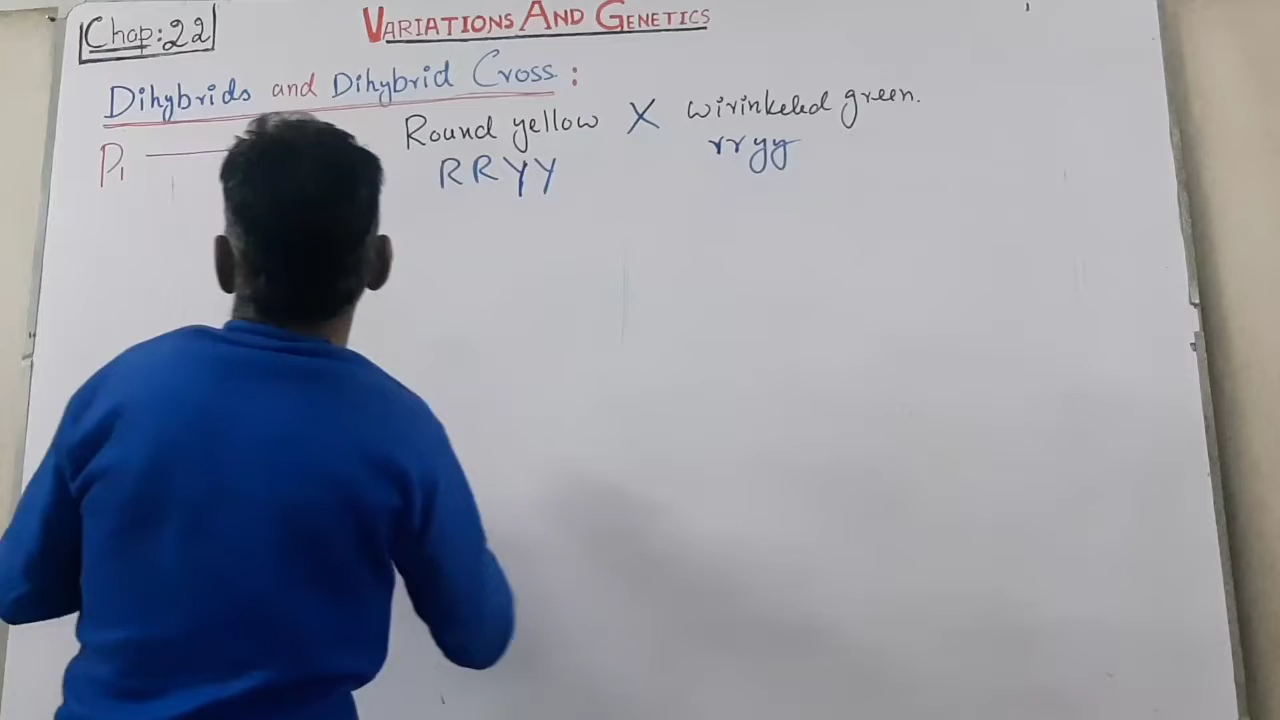 Chap:22
VARIATIONS AND GENETICS
Dihybrids and Dihybrid Cross:
P1
Round yellow X wirinkeled green.
RRYY rryy